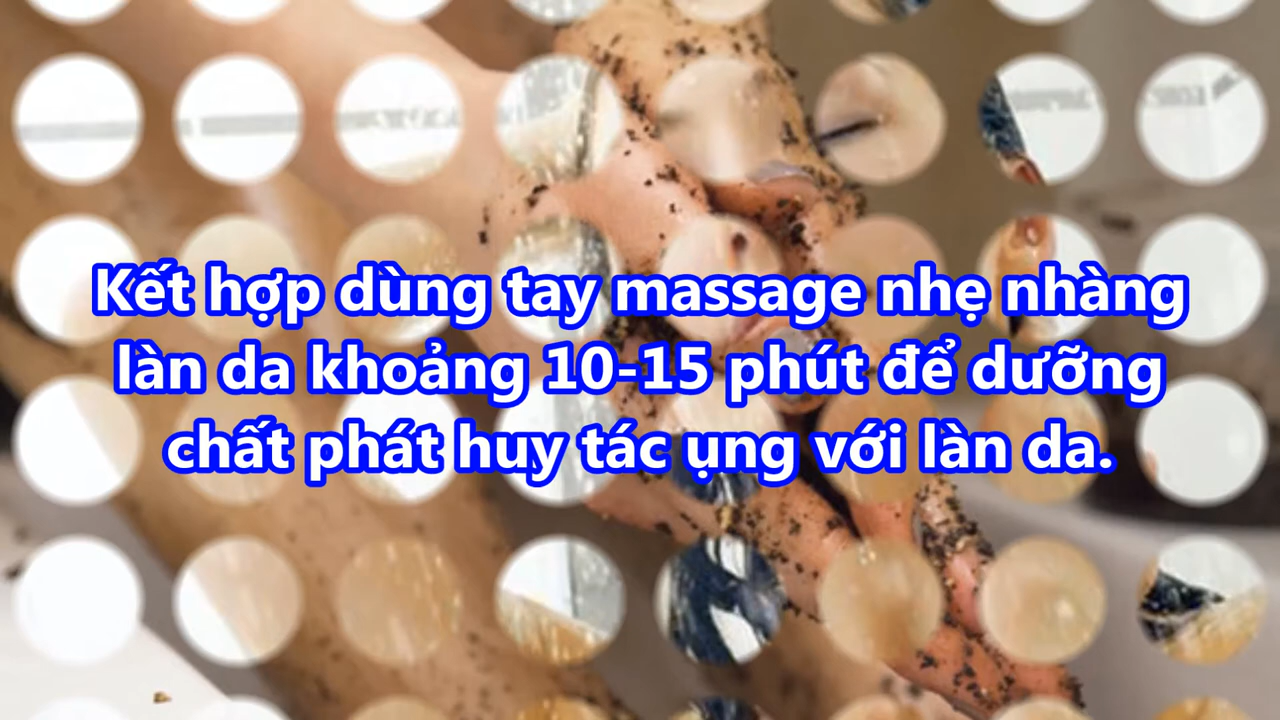 Kết hợp dùng tay massage nhẹ nhàng
làn da khoảng 10-15 phút để dưỡng
chất phát huy tác ụng với làn da.